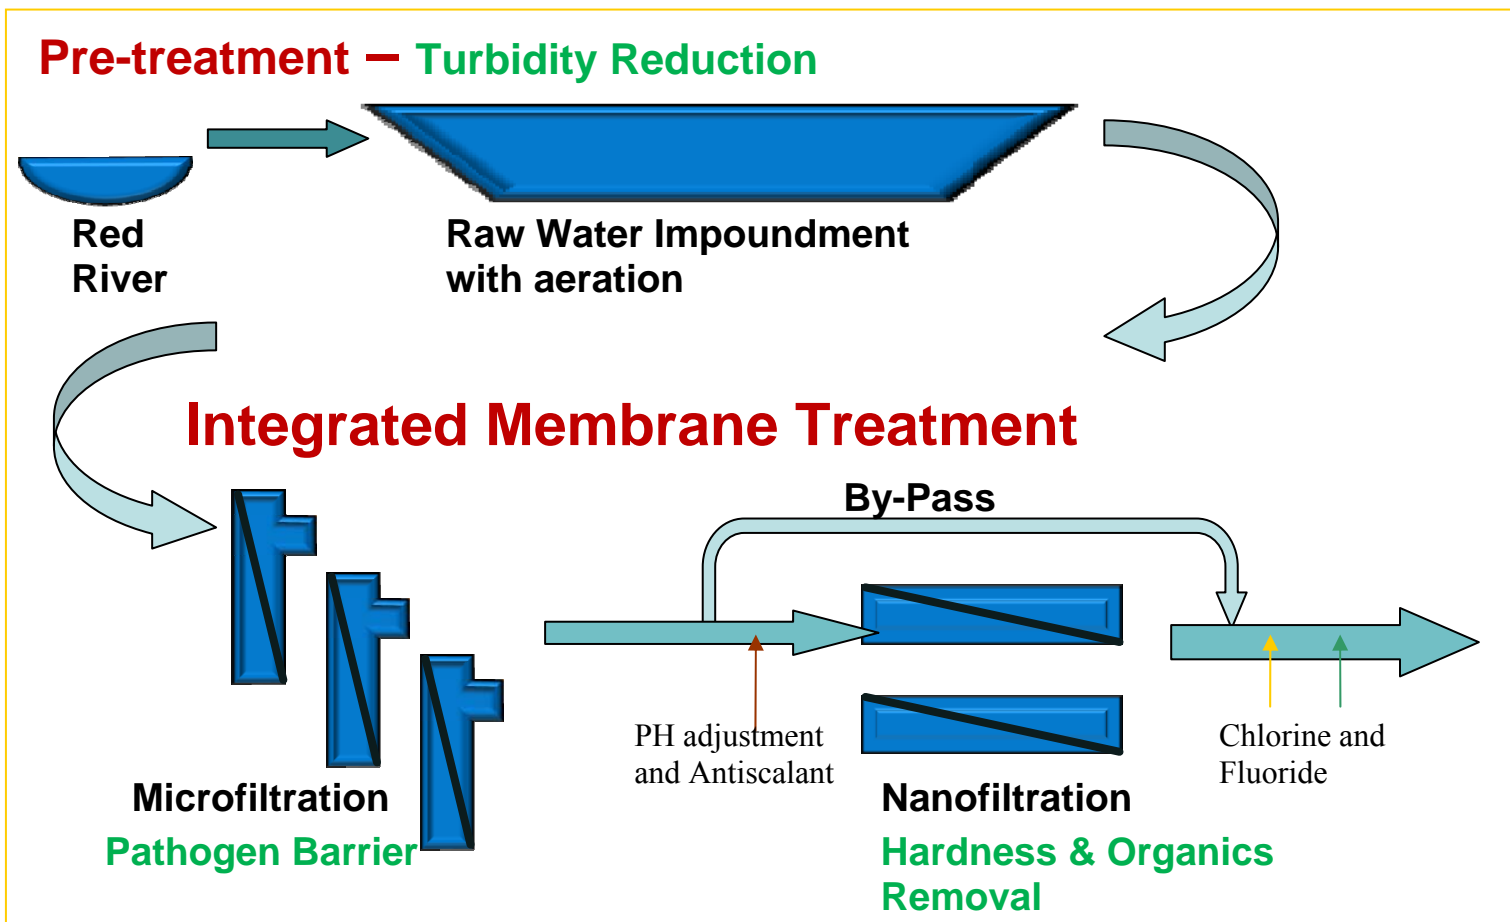 Pre-treatment – Turbidity Reduction
Red
River
Raw Water Impoundment
with aeration
Integrated Membrane Treatment
By-Pass
PH adjustment
and Antiscalant
Chlorine and
Fluoride
Microfiltration
Pathogen Barrier
Nanofiltration
Hardness & Organics
Removal